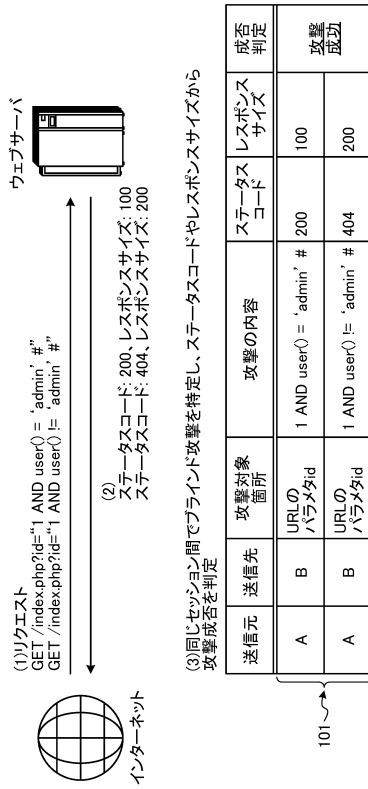 (1)リクエスト
GET /index.php?id=“1 AND user() = ‘admin’ #”
GET /index.php?id=“1 AND user() != ‘admin’ #”
インターネット
ウェブサーバ
(2)
ステータスコード: 200、レスポンスサイズ: 100
ステータスコード: 404、レスポンスサイズ: 200
(3)同じセッション間でブラインド攻撃を特定し、ステータスコードやレスポンスサイズから
攻撃成否を判定
送信元 送信先 攻撃対象箇所 攻撃の内容 ステータスコード レスポンスサイズ 成否判定
A B URLのパラメタid 1 AND user() = ‘admin’ # 200 100 攻撃成功
A B URLのパラメタid 1 AND user() != ‘admin’ # 404 200
101